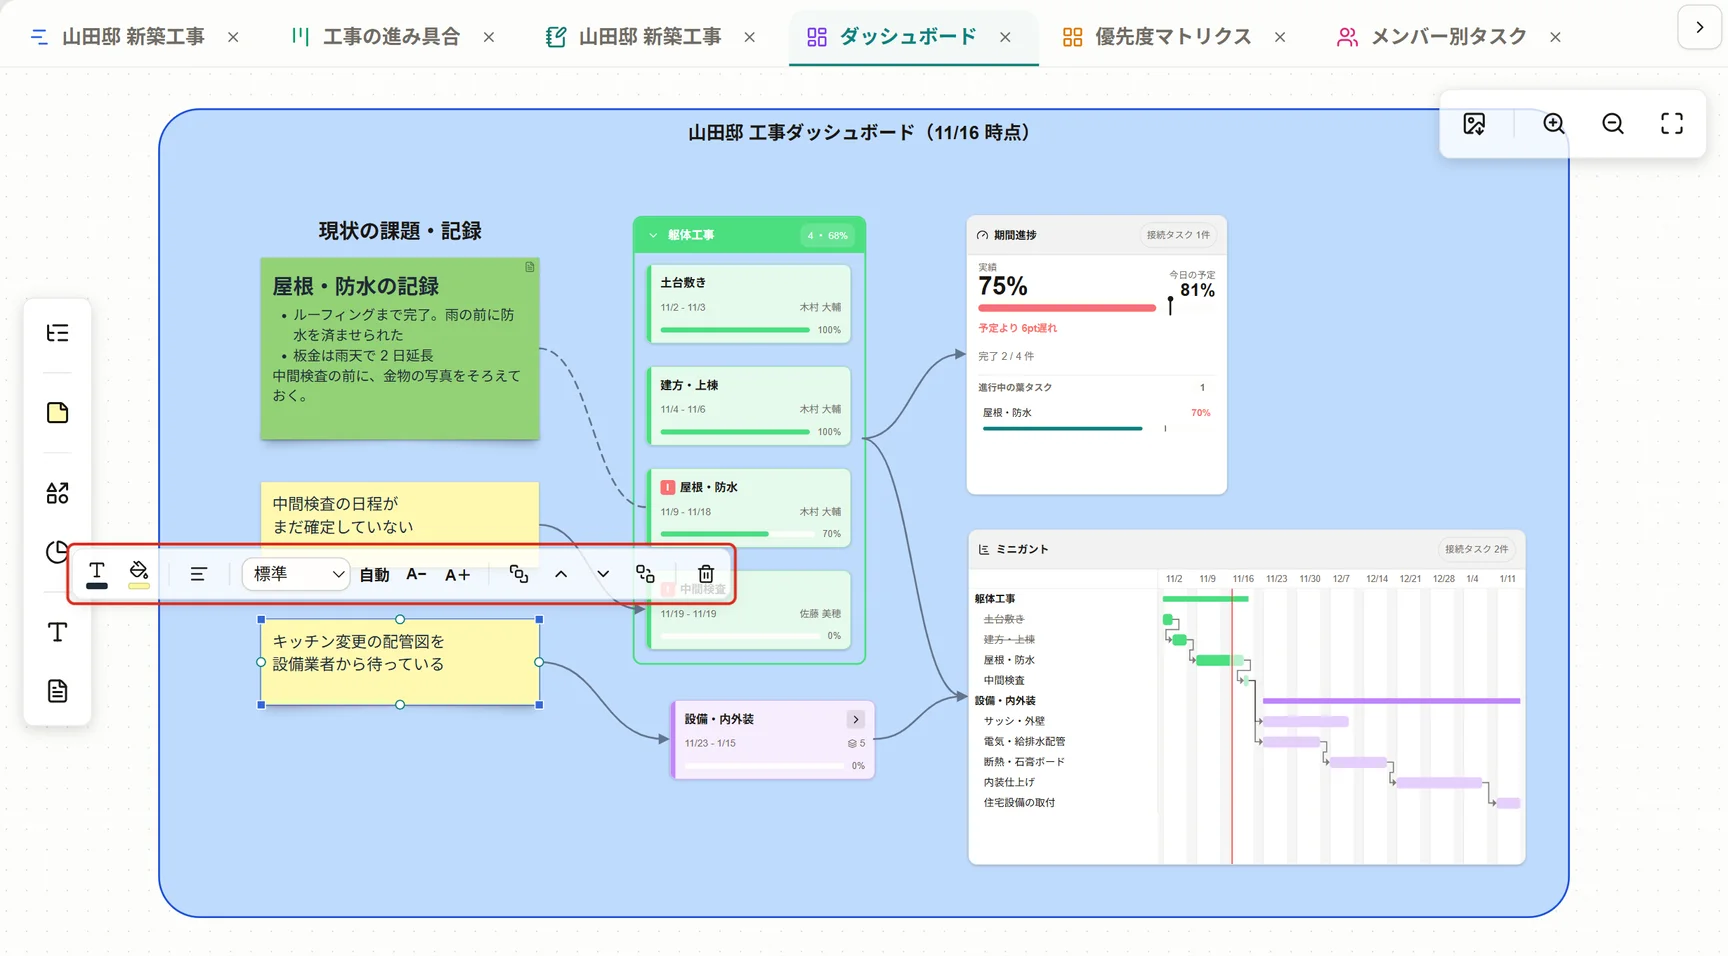 山田邸 新築工事
工事の進み具合
山田邸 新築工事
ダッシュボード
優先度マトリクス
メンバー別タスク
山田邸 工事ダッシュボード（11/16 時点）
現状の課題・記録
屋根・防水の記録
• ルーフィングまで完了。雨の前に防
水を済ませられた
• 板金は雨天で 2 日延長
中間検査の前に、金物の写真をそろえて
おく。
中間検査の日程が
まだ確定していない
標準
自動
A−
A+
キッチン変更の配管図を
設備業者から待っている
躯体工事
4 • 68%
土台敷き
11/2 - 11/3
木村 大輔
100%
建方・上棟
11/4 - 11/6
木村 大輔
100%
! 屋根・防水
11/9 - 11/18
木村 大輔
70%
! 中間検査
11/19 - 11/19
佐藤 美穂
0%
設備・内外装
11/23 - 1/15
5
0%
期間進捗
接続タスク 1件
実績
75%
今日の予定
81%
予定より 6pt遅れ
完了 2 / 4 件
進行中の葉タスク
1
屋根・防水
70%
ミニガント
接続タスク 2件
11/2 11/9 11/16 11/23 11/30 12/7 12/14 12/21 12/28 1/4 1/11
躯体工事
土台敷き
建方・上棟
屋根・防水
中間検査
設備・内外装
サッシ・外壁
電気・給排水配管
断熱・石膏ボード
内装仕上げ
住宅設備の取付